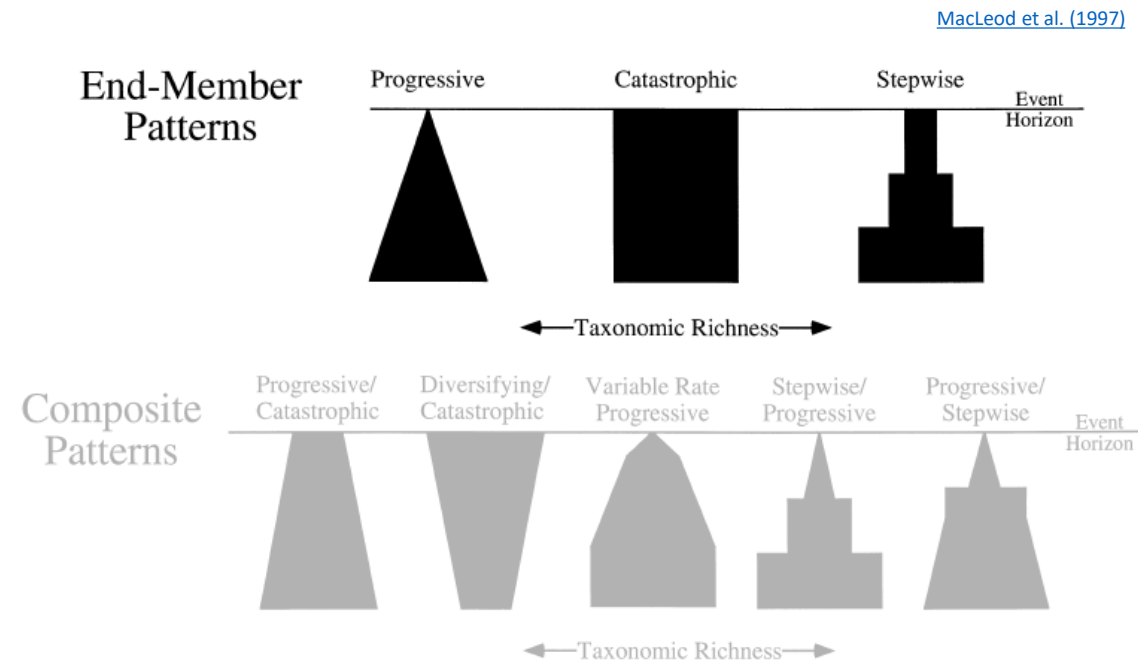 MacLeod et al. (1997)
End-Member
Patterns
Progressive
Catastrophic
Stepwise
Event
Horizon
Taxonomic Richness
Composite
Patterns
Progressive/
Catastrophic
Diversifying/
Catastrophic
Variable Rate
Progressive
Stepwise/
Progressive
Progressive/
Stepwise
Event
Horizon
Taxonomic Richness